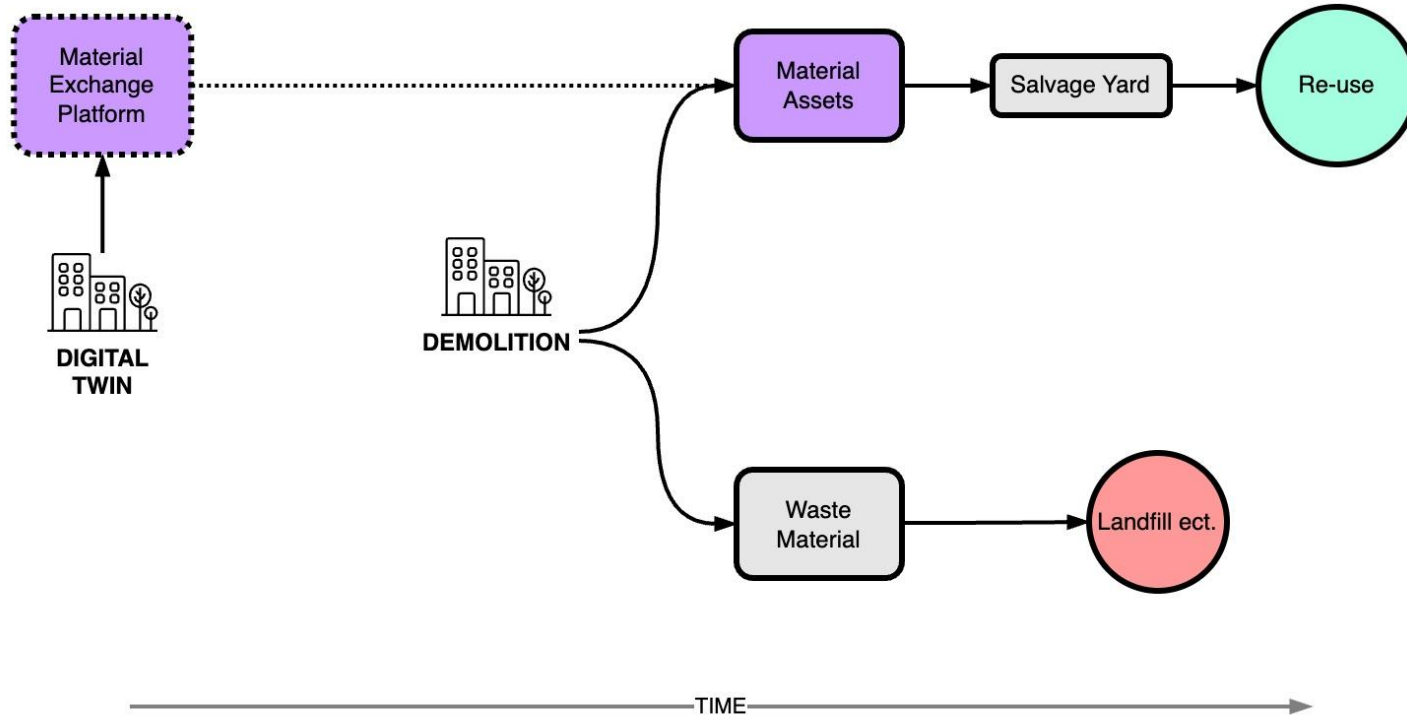 Material
Exchange
Platform
Material
Assets
Salvage Yard
Re-use
DIGITAL
TWIN
DEMOLITION
Waste
Material
Landfill ect.
TIME